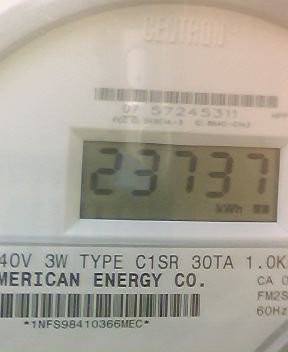 CENTRON
07 57245311
23737
kWh
40V 3W TYPE C1SR 30TA 1.0K
MERICAN ENERGY CO.
CA 0
FM2S
60Hz
*1NFS98410366MEC*